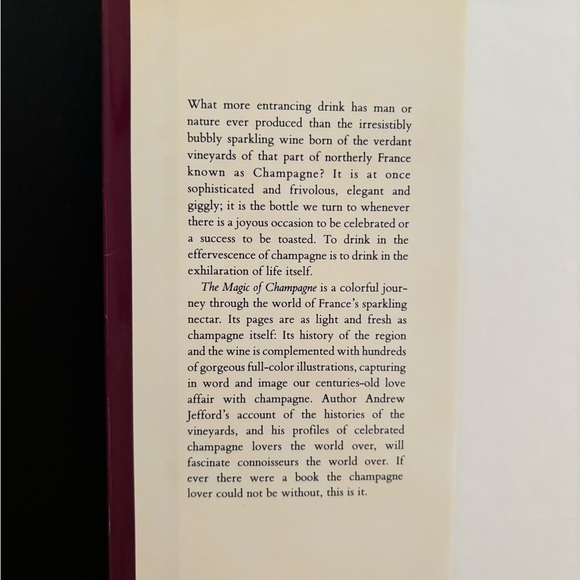 What more entrancing drink has man or
nature ever produced than the irresistibly
bubbly sparkling wine born of the verdant
vineyards of that part of northerly France
known as Champagne? It is at once
sophisticated and frivolous, elegant and
giggly; it is the bottle we turn to whenever
there is a joyous occasion to be celebrated or
a success to be toasted. To drink in the
effervescence of champagne is to drink in the
exhilaration of life itself.
The Magic of Champagne is a colorful jour-
ney through the world of France's sparkling
nectar. Its pages are as light and fresh as
champagne itself: Its history of the region
and the wine is complemented with hundreds
of gorgeous full-color illustrations, capturing
in word and image our centuries-old love
affair with champagne. Author Andrew
Jefford's account of the histories of the
vineyards, and his profiles of celebrated
champagne lovers the world over, will
fascinate connoisseurs the world over. If
ever there were a book the champagne
lover could not be without, this is it.